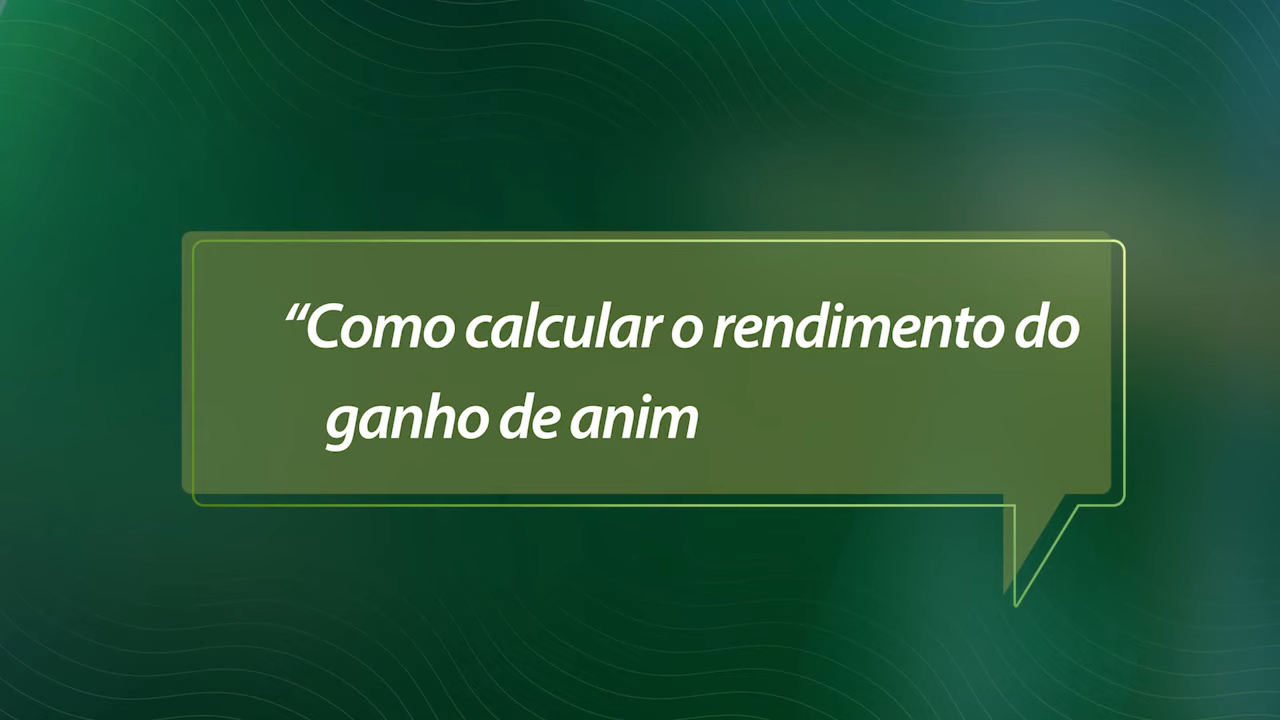 “Como calcular o rendimento do
ganho de anim